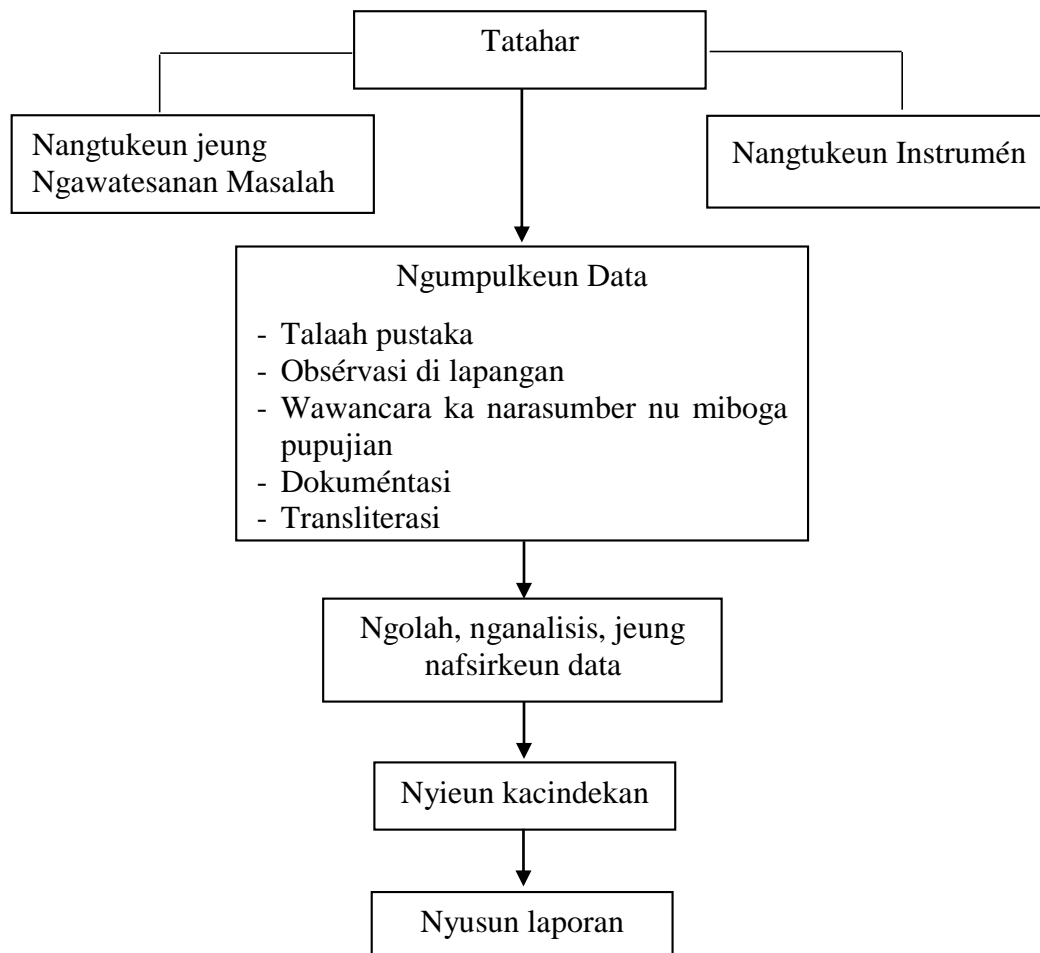 Tatahar
Nangtukeun jeung
Ngawatesanan Masalah
Nangtukeun Instrumén
Ngumpulkeun Data
- Talaah pustaka
- Obsérvasi di lapangan
- Wawancara ka narasumber nu miboga
pupujian
- Dokuméntasi
- Transliterasi
Ngolah, nganalisis, jeung
nafsirkeun data
Nyieun kacindekan
Nyusun laporan